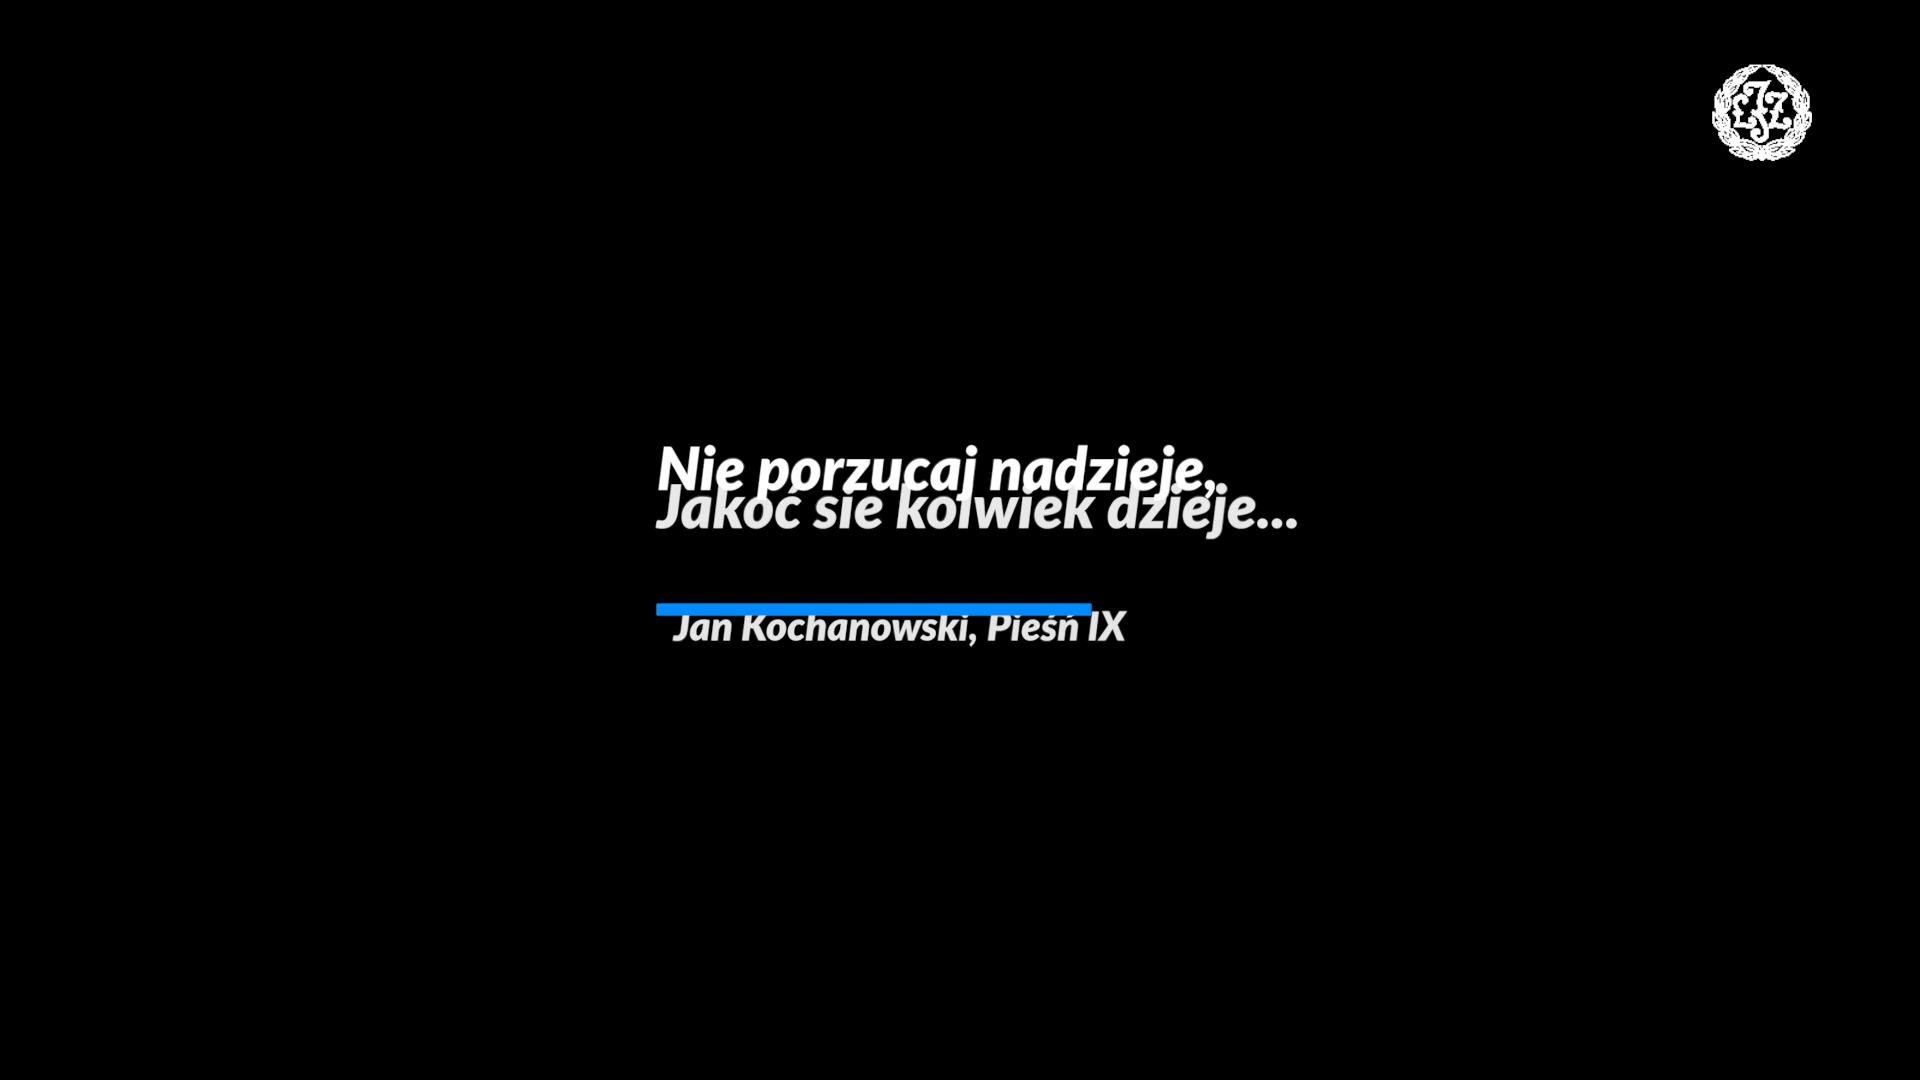 Nie porzucaj nadzieje,
Jakoć sie kolwiek dzieje...
Jan Kochanowski, Pieśń IX